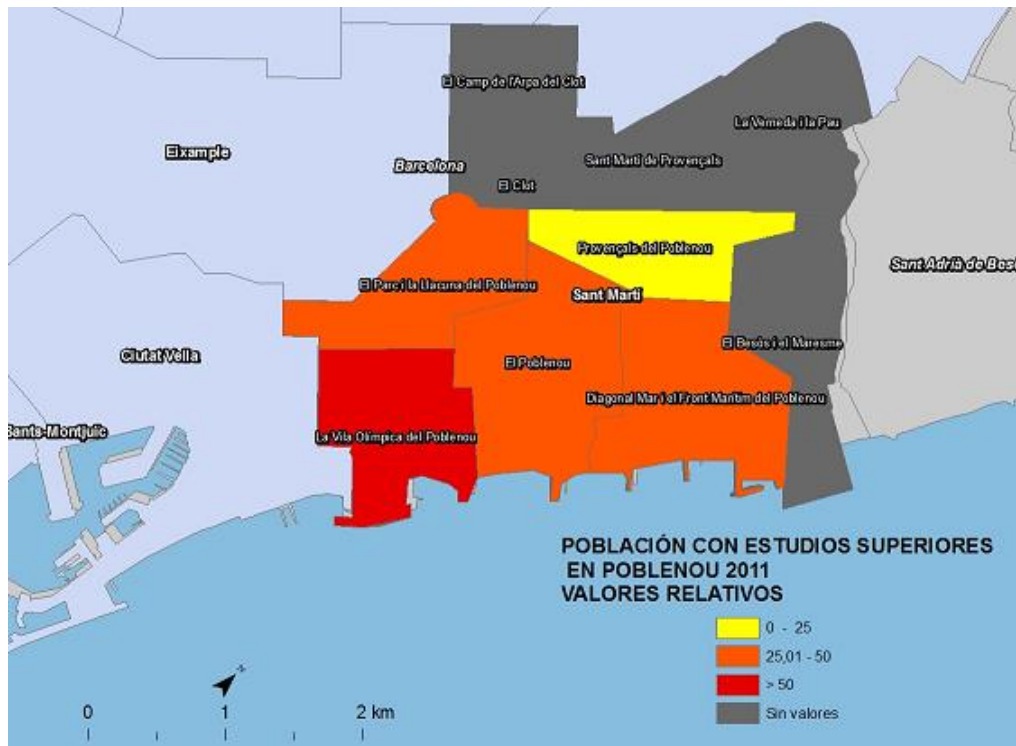 El Camp de l'Arpa del Clot
La Verneda i la Pau
Eixample
Barcelona
Sant Martí de Provençals
El Clot
Provençals del Poblenou
Sant Adrià de Besò
El Parc i la Llacuna del Poblenou
Sant Martí
Ciutat Vella
El Poblenou
El Besòs i el Maresme
Diagonal Mar i el Front Marítim del Poblenou
Sants-Montjuïc
La Vila Olímpica del Poblenou
POBLACIÓN CON ESTUDIOS SUPERIORES
EN POBLENOU 2011
VALORES RELATIVOS
0 - 25
25,01 - 50
> 50
Sin valores
N
0 1 2 km